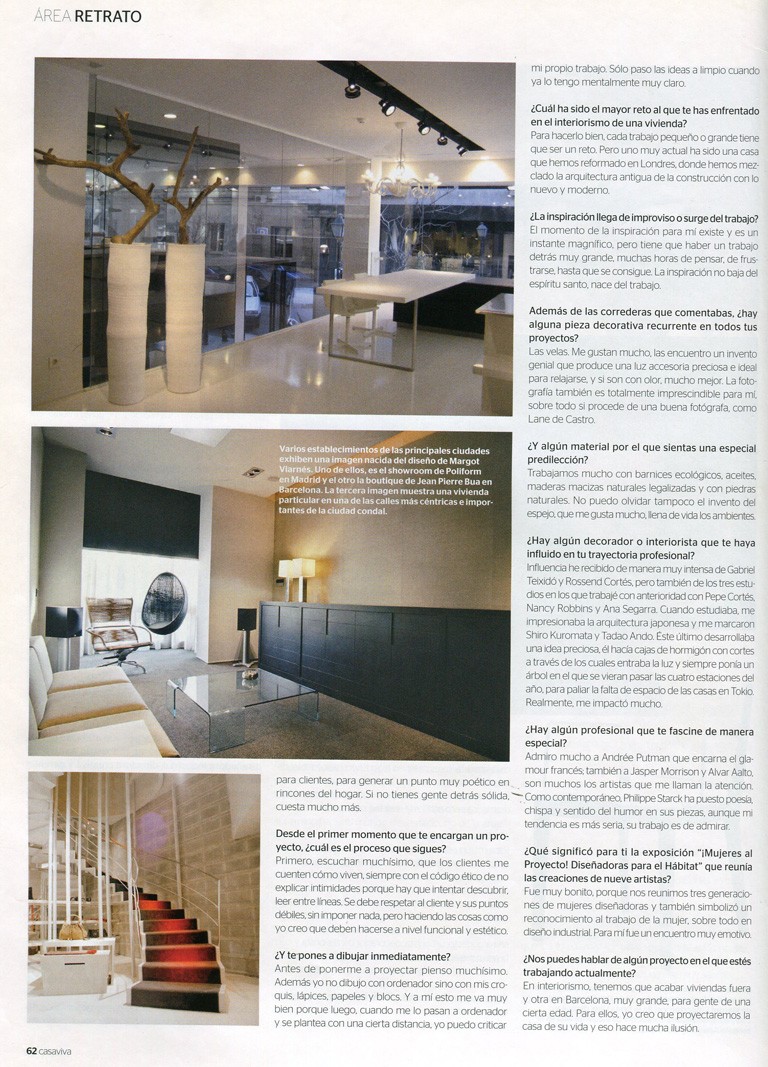 ÁREA RETRATO
Varios establecimientos de las principales ciudades
exhiben una imagen nacida del diseño de Margot
Viarnés. Uno de ellos, es el showroom de Poliform
en Madrid y el otro la boutique de Jean Pierre Bua en
Barcelona. La tercera imagen muestra una vivienda
particular en una de las calles más céntricas e impor-
tantes de la ciudad condal.
para clientes, para generar un punto muy poético en
rincones del hogar. Si no tienes gente detrás sólida,
cuesta mucho más.
Desde el primer momento que te encargan un pro-
yecto, ¿cuál es el proceso que sigues?
Primero, escuchar muchísimo, que los clientes me
cuenten cómo viven, siempre con el código ético de no
explicar intimidades porque hay que intentar descubrir,
leer entre líneas. Se debe respetar al cliente y sus puntos
débiles, sin imponer nada, pero haciendo las cosas como
yo creo que deben hacerse a nivel funcional y estético.
¿Y te pones a dibujar inmediatamente?
Antes de ponerme a proyectar pienso muchísimo.
Además yo no dibujo con ordenador sino con mis cro-
quis, lápices, papeles y blocs. Y a mí esto me va muy
bien porque luego, cuando me lo pasan a ordenador
y se plantea con una cierta distancia, yo puedo criticar
mi propio trabajo. Sólo paso las ideas a limpio cuando
ya lo tengo mentalmente muy claro.
¿Cuál ha sido el mayor reto al que te has enfrentado
en el interiorismo de una vivienda?
Para hacerlo bien, cada trabajo pequeño o grande tiene
que ser un reto. Pero uno muy actual ha sido una casa
que hemos reformado en Londres, donde hemos mez-
clado la arquitectura antigua de la construcción con lo
nuevo y moderno.
¿La inspiración llega de improviso o surge del trabajo?
El momento de la inspiración para mí existe y es un
instante magnífico, pero tiene que haber un trabajo
detrás muy grande, muchas horas de pensar, de frus-
trarse, hasta que se consigue. La inspiración no baja del
espíritu santo, nace del trabajo.
Además de las correderas que comentabas, ¿hay
alguna pieza decorativa recurrente en todos tus
proyectos?
Las velas. Me gustan mucho, las encuentro un invento
genial que produce una luz accesoria preciosa e ideal
para relajarse, y si son con olor, mucho mejor. La foto-
grafía también es totalmente imprescindible para mí,
sobre todo si procede de una buena fotógrafa, como
Lane de Castro.
¿Y algún material por el que sientas una especial
predilección?
Trabajamos mucho con barnices ecológicos, aceites,
maderas macizas naturales legalizadas y con piedras
naturales. No puedo olvidar tampoco el invento del
espejo, que me gusta mucho, llena de vida los ambientes.
¿Hay algún decorador o interiorista que te haya
influido en tu trayectoria profesional?
Influencia he recibido de manera muy intensa de Gabriel
Teixidó y Rossend Cortés, pero también de los tres estu-
dios en los que trabajé con anterioridad con Pepe Cortés,
Nancy Robbins y Ana Segarra. Cuando estudiaba, me
impresionaba la arquitectura japonesa y me marcaron
Shiro Kuromata y Tadao Ando. Éste último desarrollaba
una idea preciosa, él hacía cajas de hormigón con cortes
a través de los cuales entraba la luz y siempre ponía un
árbol en el que se vieran pasar las cuatro estaciones del
año, para paliar la falta de espacio de las casas en Tokio.
Realmente, me impactó mucho.
¿Hay algún profesional que te fascine de manera
especial?
Admiro mucho a Andrée Putman que encarna el gla-
mour francés; también a Jasper Morrison y Alvar Aalto,
son muchos los artistas que me llaman la atención.
Como contemporáneo, Philippe Starck ha puesto poesía,
chispa y sentido del humor en sus piezas, aunque mi
tendencia es más seria, su trabajo es de admirar.
¿Qué significó para ti la exposición "¡Mujeres al
Proyecto! Diseñadoras para el Hábitat" que reunía
las creaciones de nueve artistas?
Fue muy bonito, porque nos reunimos tres generacio-
nes de mujeres diseñadoras y también simbolizó un
reconocimiento al trabajo de la mujer, sobre todo en
diseño industrial. Para mí fue un encuentro muy emotivo.
¿Nos puedes hablar de algún proyecto en el que estés
trabajando actualmente?
En interiorismo, tenemos que acabar viviendas fuera
y otra en Barcelona, muy grande, para gente de una
cierta edad. Para ellos, yo creo que proyectaremos la
casa de su vida y eso hace mucha ilusión.
62 casaviva